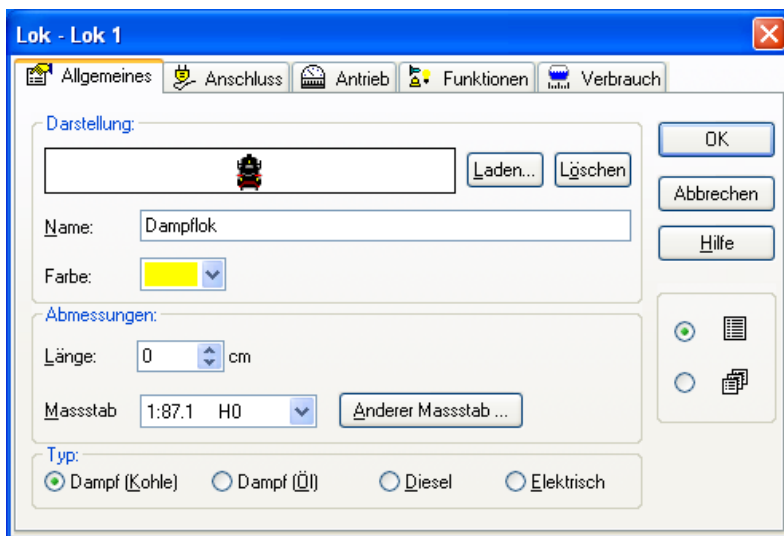 Lok - Lok 1
Allgemeines Anschluss Antrieb Funktionen Verbrauch
Darstellung:
Laden... Löschen
OK
Abbrechen
Name: Dampflok
Hilfe
Farbe:
Abmessungen:
Länge: 0 cm
Massstab 1:87.1 H0 Anderer Massstab ...
Typ:
Dampf (Kohle) Dampf (Öl) Diesel Elektrisch